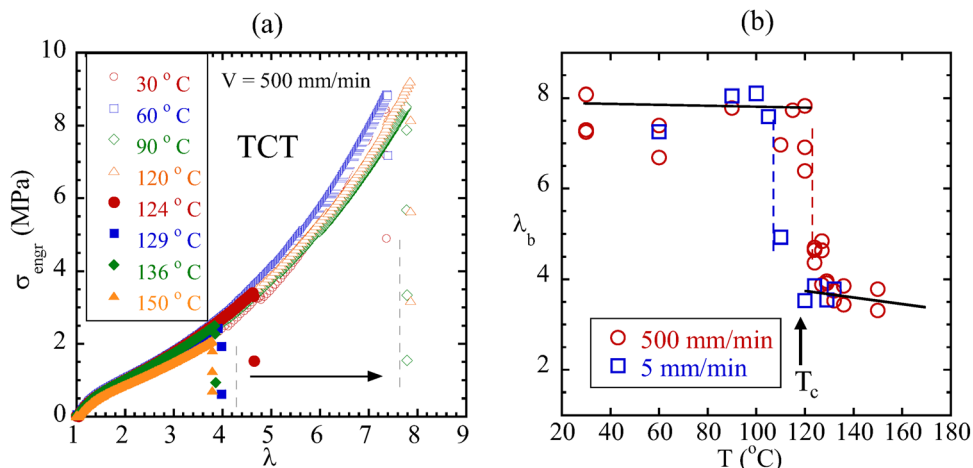 (a)
(b)
V = 500 mm/min
TCT
30 ° C
60 ° C
90 ° C
120 ° C
124 ° C
129 ° C
136 ° C
150 ° C
σengr (MPa)
10
8
6
4
2
0
1 2 3 4 5 6 7 8 9
λ
λb
10
8
6
4
2
500 mm/min
5 mm/min
Tc
20 40 60 80 100 120 140 160 180
T (°C)